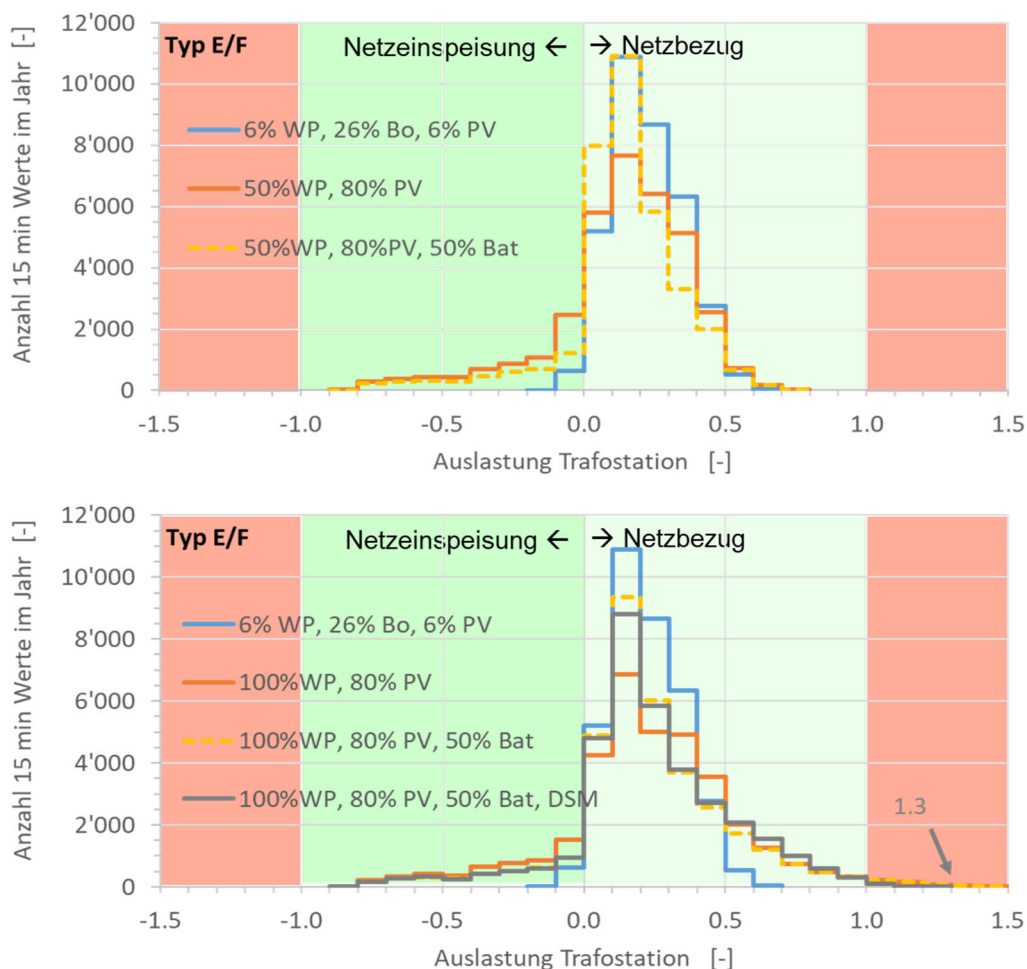 12'000
Typ E/F
Netzeinspeisung ← → Netzbezug
10'000
6% WP, 26% Bo, 6% PV
8'000
50%WP, 80% PV
6'000
50%WP, 80%PV, 50% Bat
4'000
2'000
0
Anzahl 15 min Werte im Jahr [-]
-1.5 -1.0 -0.5 0.0 0.5 1.0 1.5
Auslastung Trafostation [-]
12'000
Typ E/F
Netzeinspeisung ← → Netzbezug
10'000
6% WP, 26% Bo, 6% PV
8'000
100%WP, 80% PV
6'000
100%WP, 80% PV, 50% Bat
4'000
100%WP, 80% PV, 50% Bat, DSM
1.3
2'000
0
Anzahl 15 min Werte im Jahr [-]
-1.5 -1.0 -0.5 0.0 0.5 1.0 1.5
Auslastung Trafostation [-]